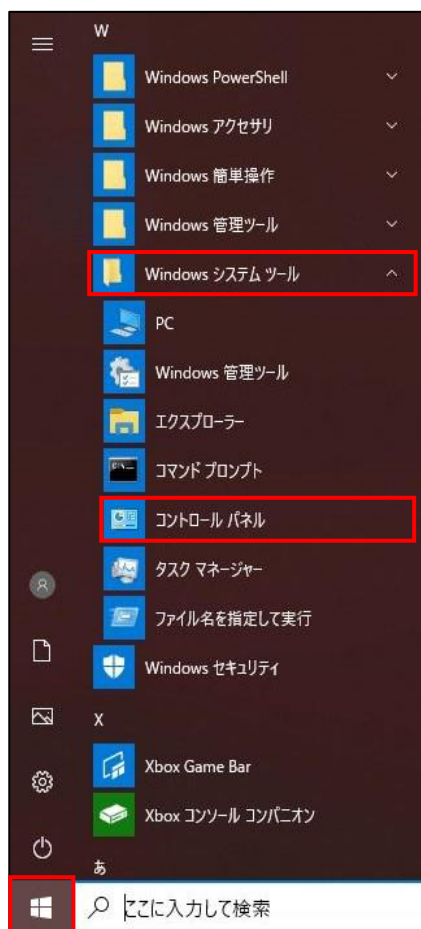 W
Windows PowerShell
Windows アクセサリ
Windows 簡単操作
Windows 管理ツール
Windows システム ツール
PC
Windows 管理ツール
エクスプローラー
コマンド プロンプト
コントロール パネル
タスク マネージャー
ファイル名を指定して実行
Windows セキュリティ
X
Xbox Game Bar
Xbox コンソール コンパニオン
あ
ここに入力して検索